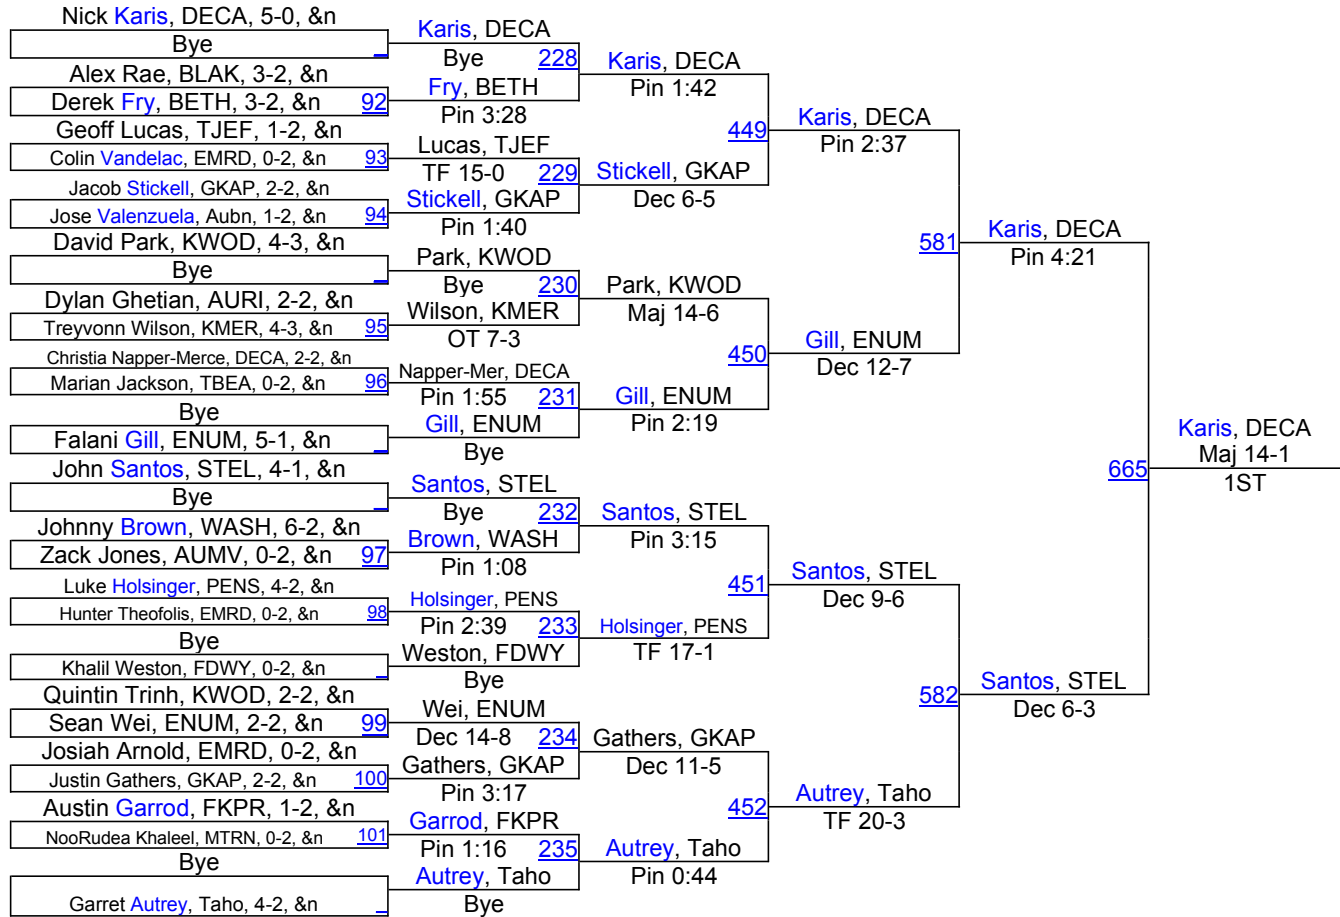 Nick Karis, DECA, 5-0, &n
Bye
Alex Rae, BLAK, 3-2, &n
Derek Fry, BETH, 3-2, &n 92
Geoff Lucas, TJEF, 1-2, &n
Colin Vandelac, EMRD, 0-2, &n 93
Jacob Stickell, GKAP, 2-2, &n
Jose Valenzuela, Aubn, 1-2, &n 94
David Park, KWOD, 4-3, &n
Bye
Dylan Ghetian, AURI, 2-2, &n
Treyvonn Wilson, KMER, 4-3, &n 95
Christia Napper-Merce, DECA, 2-2, &n
Marian Jackson, TBEA, 0-2, &n 96
Bye
Falani Gill, ENUM, 5-1, &n
John Santos, STEL, 4-1, &n
Bye
Johnny Brown, WASH, 6-2, &n
Zack Jones, AUMV, 0-2, &n 97
Luke Holsinger, PENS, 4-2, &n
Hunter Theofolis, EMRD, 0-2, &n 98
Bye
Khalil Weston, FDWY, 0-2, &n
Quintin Trinh, KWOD, 2-2, &n
Sean Wei, ENUM, 2-2, &n 99
Josiah Arnold, EMRD, 0-2, &n
Justin Gathers, GKAP, 2-2, &n 100
Austin Garrod, FKPR, 1-2, &n
NooRudea Khaleel, MTRN, 0-2, &n 101
Bye
Garret Autrey, Taho, 4-2, &n
Karis, DECA
Bye 228
Fry, BETH
Pin 3:28
Lucas, TJEF
TF 15-0 229
Stickell, GKAP
Pin 1:40
Park, KWOD
Bye 230
Wilson, KMER
OT 7-3
Napper-Mer, DECA
Pin 1:55 231
Gill, ENUM
Bye
Santos, STEL
Bye 232
Brown, WASH
Pin 1:08
Holsinger, PENS
Pin 2:39 233
Weston, FDWY
Bye
Wei, ENUM
Dec 14-8 234
Gathers, GKAP
Pin 3:17
Garrod, FKPR
Pin 1:16 235
Autrey, Taho
Bye
Karis, DECA
Pin 1:42
449
Stickell, GKAP
Dec 6-5
Park, KWOD
Maj 14-6
450
Gill, ENUM
Pin 2:19
Santos, STEL
Pin 3:15
451
Holsinger, PENS
TF 17-1
Gathers, GKAP
Dec 11-5
452
Autrey, Taho
Pin 0:44
Karis, DECA
Pin 2:37
581
Gill, ENUM
Dec 12-7
Santos, STEL
Dec 9-6
582
Autrey, Taho
TF 20-3
Karis, DECA
Pin 4:21
665
Santos, STEL
Dec 6-3
Karis, DECA
Maj 14-1
1ST